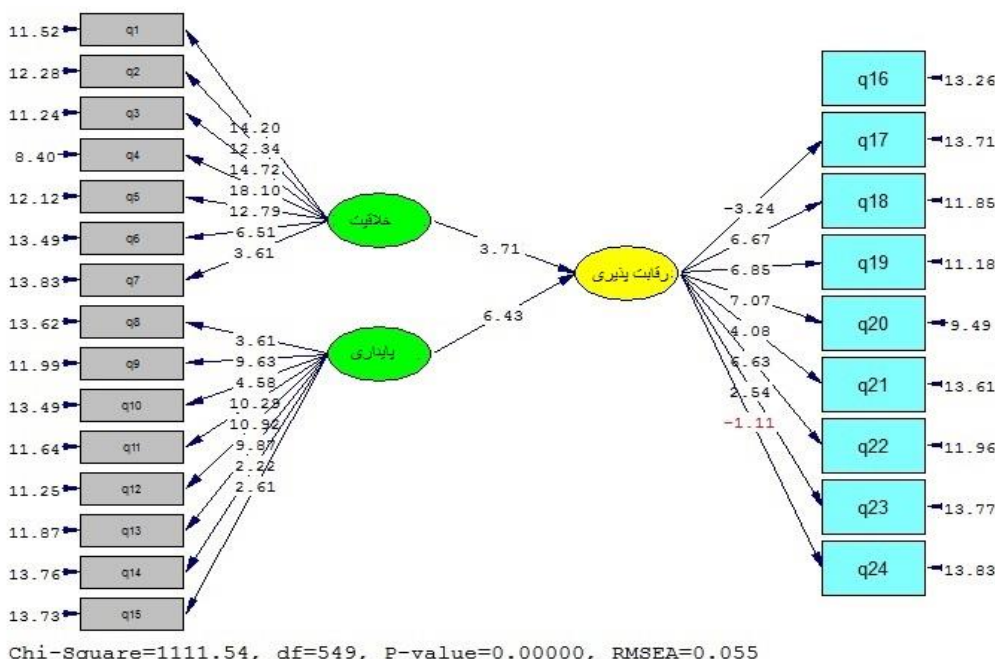 11.52 q1
12.28 q2
11.24 q3
8.40 q4
12.12 q5
13.49 q6
13.83 q7
13.62 q8
11.99 q9
13.49 q10
11.64 q11
11.25 q12
11.87 q13
13.76 q14
13.73 q15
14.20
12.34
14.72
18.10
12.79
6.51
3.61
3.61
9.63
4.58
10.29
10.92
9.87
2.22
2.61
خلاقیت
پایداری
3.71
6.43
رقابت پذیری.
-3.24
6.67
6.85
7.07
4.08
6.63
2.54
-1.11
q16 13.26
q17 13.71
q18 11.85
q19 11.18
q20 9.49
q21 13.61
q22 11.96
q23 13.77
q24 13.83
Chi-Square=1111.54, df=549, P-value=0.00000, RMSEA=0.055